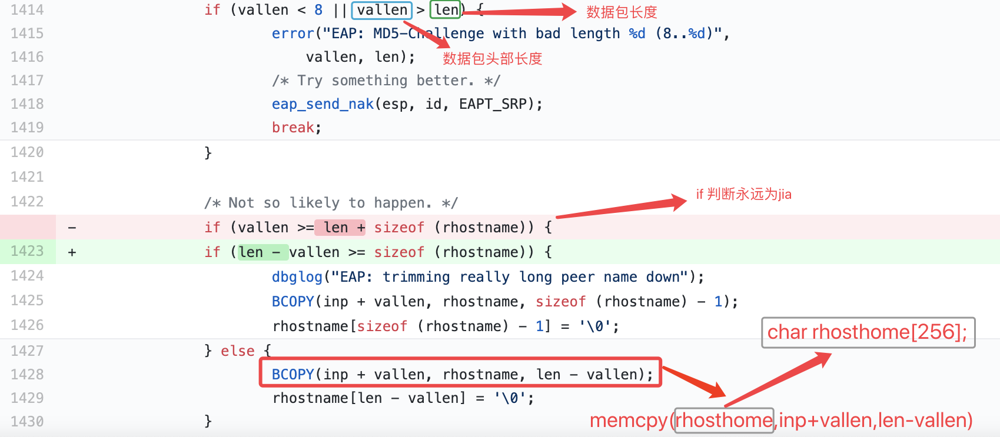 1414 if (vallen < 8 || vallen > len) { 数据包长度
1415 error("EAP: MD5-Challenge with bad length %d (8..%d)",
1416 vallen, len); 数据包头部长度
1417 /* Try something better. */
1418 eap_send_nak(esp, id, EAPT_SRP);
1419 break;
1420 }
1421
1422 /* Not so likely to happen. */ if 判断永远为jia
- if (vallen >= len + sizeof (rhostname)) {
1423 + if (len - vallen >= sizeof (rhostname)) {
1424 dbglog("EAP: trimming really long peer name down");
1425 BCOPY(inp + vallen, rhostname, sizeof (rhostname) - 1);
1426 rhostname[sizeof (rhostname) - 1] = '\0';
char rhosthome[256];
1427 } else {
1428 BCOPY(inp + vallen, rhostname, len - vallen);
1429 rhostname[len - vallen] = '\0';
1430 }
memcpy(rhosthome,inp+vallen,len-vallen)